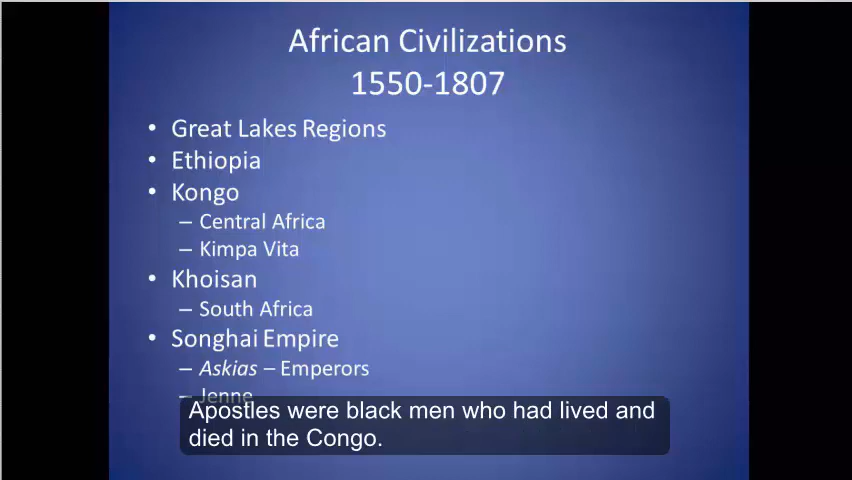 African Civilizations
1550-1807
• Great Lakes Regions
• Ethiopia
• Kongo
– Central Africa
– Kimpa Vita
• Khoisan
– South Africa
• Songhai Empire
– Askias – Emperors
– Jenne
Apostles were black men who had lived and
died in the Congo.